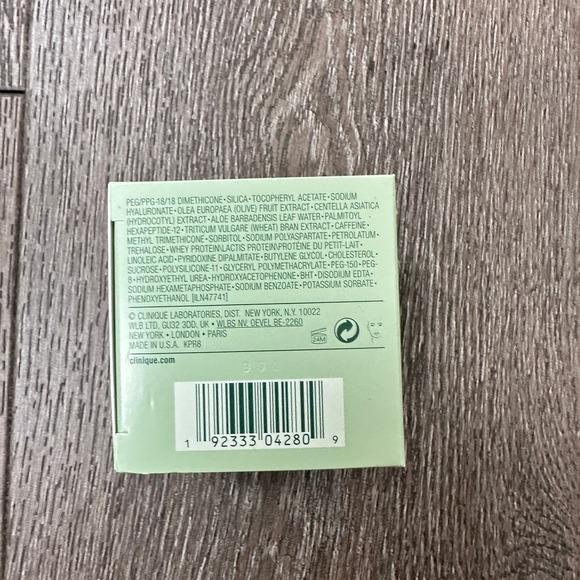 PEG/PPG-18/18 DIMETHICONE•SILICA•TOCOPHERYL ACETATE•SODIUM
HYALURONATE•OLEA EUROPAEA (OLIVE) FRUIT EXTRACT•CENTELLA ASIATICA
(HYDROCOTYL) EXTRACT•ALOE BARBADENSIS LEAF WATER•PALMITOYL
HEXAPEPTIDE-12•TRITICUM VULGARE (WHEAT) BRAN EXTRACT•CAFFEINE•
METHYL TRIMETHICONE•SORBITOL•SODIUM POLYASPARTATE•PETROLATUM•
TREHALOSE•WHEY PROTEIN\LACTIS PROTEIN\PROTÉINE DU PETIT-LAIT•
LINOLEIC ACID•PYRIDOXINE DIPALMITATE•BUTYLENE GLYCOL•CHOLESTEROL•
SUCROSE•POLYSILICONE-11•GLYCERYL POLYMETHACRYLATE•PEG-150•PEG-
8•HYDROXYETHYL UREA•HYDROXYACETOPHENONE•BHT•DISODIUM EDTA•
SODIUM HEXAMETAPHOSPHATE•SODIUM BENZOATE•POTASSIUM SORBATE•
PHENOXYETHANOL [ILN47741]
© CLINIQUE LABORATORIES, DIST. NEW YORK, N.Y. 10022
WLB LTD, GU32 3DD, UK • WLBS NV, OEVEL BE-2260
NEW YORK • LONDON • PARIS
MADE IN U.S.A. KPR8
24M
clinique.com
1 92333 04280 9